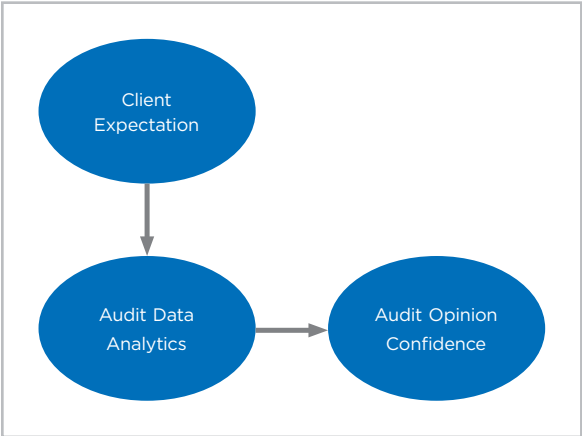 Client
Expectation
Audit Data
Analytics
Audit Opinion
Confidence